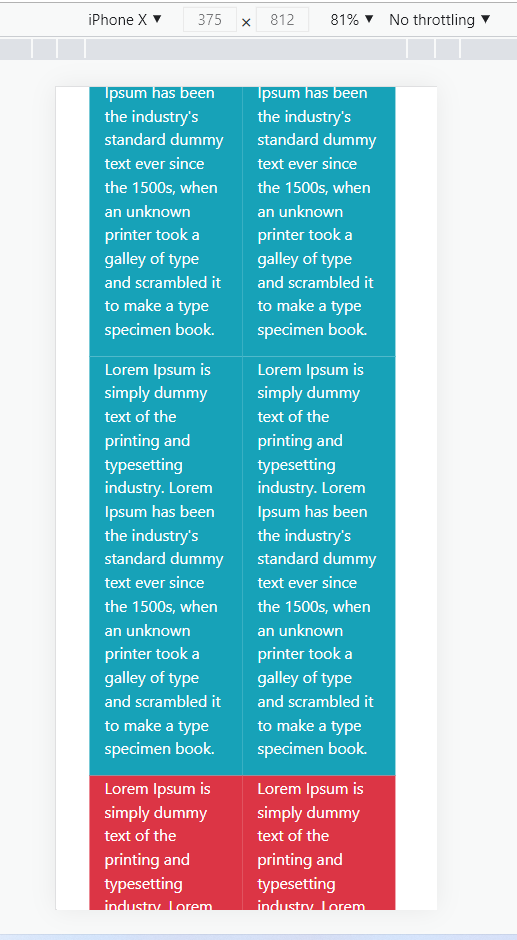 iPhone X ▼ 375 × 812 81% ▼ No throttling ▼
Ipsum has been
the industry's
standard dummy
text ever since
the 1500s, when
an unknown
printer took a
galley of type
and scrambled it
to make a type
specimen book.
Ipsum has been
the industry's
standard dummy
text ever since
the 1500s, when
an unknown
printer took a
galley of type
and scrambled it
to make a type
specimen book.
Lorem Ipsum is
simply dummy
text of the
printing and
typesetting
industry. Lorem
Ipsum has been
the industry's
standard dummy
text ever since
the 1500s, when
an unknown
printer took a
galley of type
and scrambled it
to make a type
specimen book.
Lorem Ipsum is
simply dummy
text of the
printing and
typesetting
industry. Lorem
Ipsum has been
the industry's
standard dummy
text ever since
the 1500s, when
an unknown
printer took a
galley of type
and scrambled it
to make a type
specimen book.
Lorem Ipsum is
simply dummy
text of the
printing and
typesetting
industry. Lorem
Lorem Ipsum is
simply dummy
text of the
printing and
typesetting
industry. Lorem